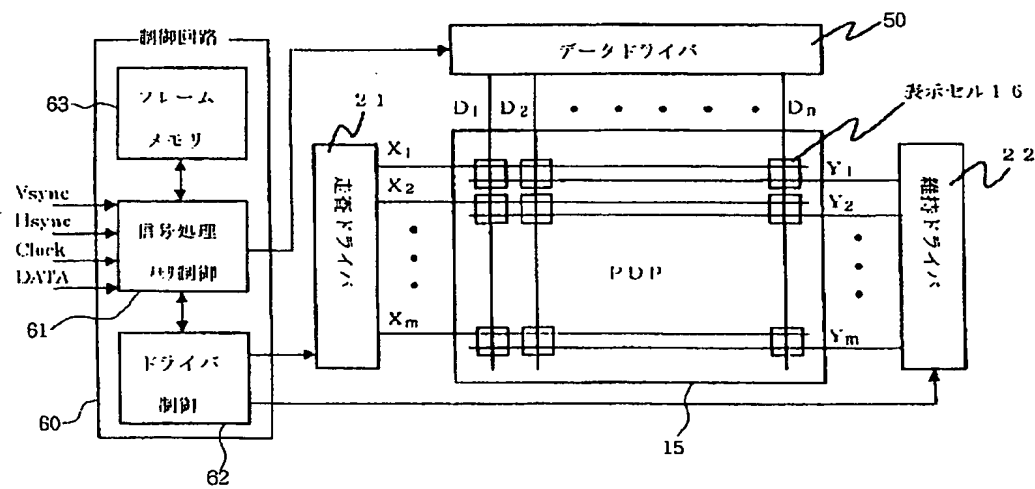 制御回路
63
フレーム
メモリ
Vsync
Hsync
Clock
DATA
信号処理
制御
61
ドライバ
制御
60
62
21
走査ドライバ
50
データドライバ
D1 D2 Dn
表示セル16
X1
X2
Xm
PDP
Y1
Y2
Ym
22
維持ドライバ
15